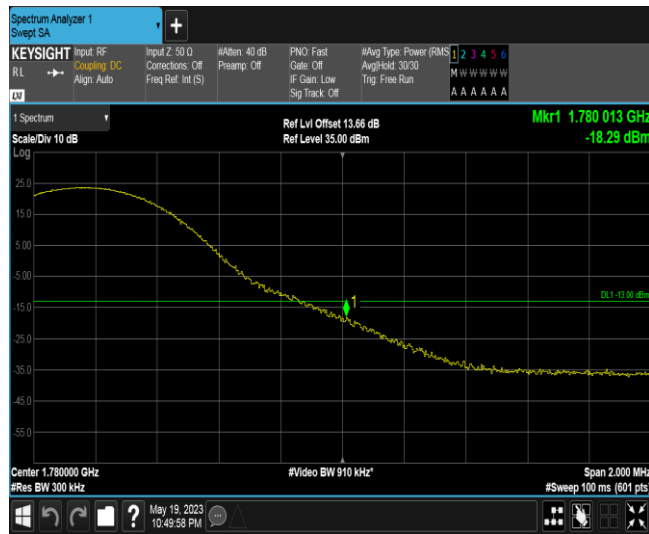 Spectrum Analyzer 1
Swept SA
+
KEYSIGHT
RL
LXI
Input: RF
Coupling: DC
Align: Auto
Input Z: 50 Ω
Corrections: Off
Freq Ref: Int (S)
#Atten: 40 dB
Preamp: Off
PNO: Fast
Gate: Off
IF Gain: Low
Sig Track: Off
#Avg Type: Power (RMS
Avg|Hold: 30/30
Trig: Free Run
1 2 3 4 5 6
M W W W W W
A A A A A A
1 Spectrum
Scale/Div 10 dB
Log
Ref Lvl Offset 13.66 dB
Ref Level 35.00 dBm
Mkr1 1.780 013 GHz
-18.29 dBm
25.0
15.0
5.00
-5.00
-15.0
-25.0
-35.0
-45.0
-55.0
1
DL1 -13.00 dBm
Center 1.780000 GHz
#Res BW 300 kHz
#Video BW 910 kHz*
Span 2.000 MHz
#Sweep 100 ms (601 pts)
?
May 19, 2023
10:49:58 PM